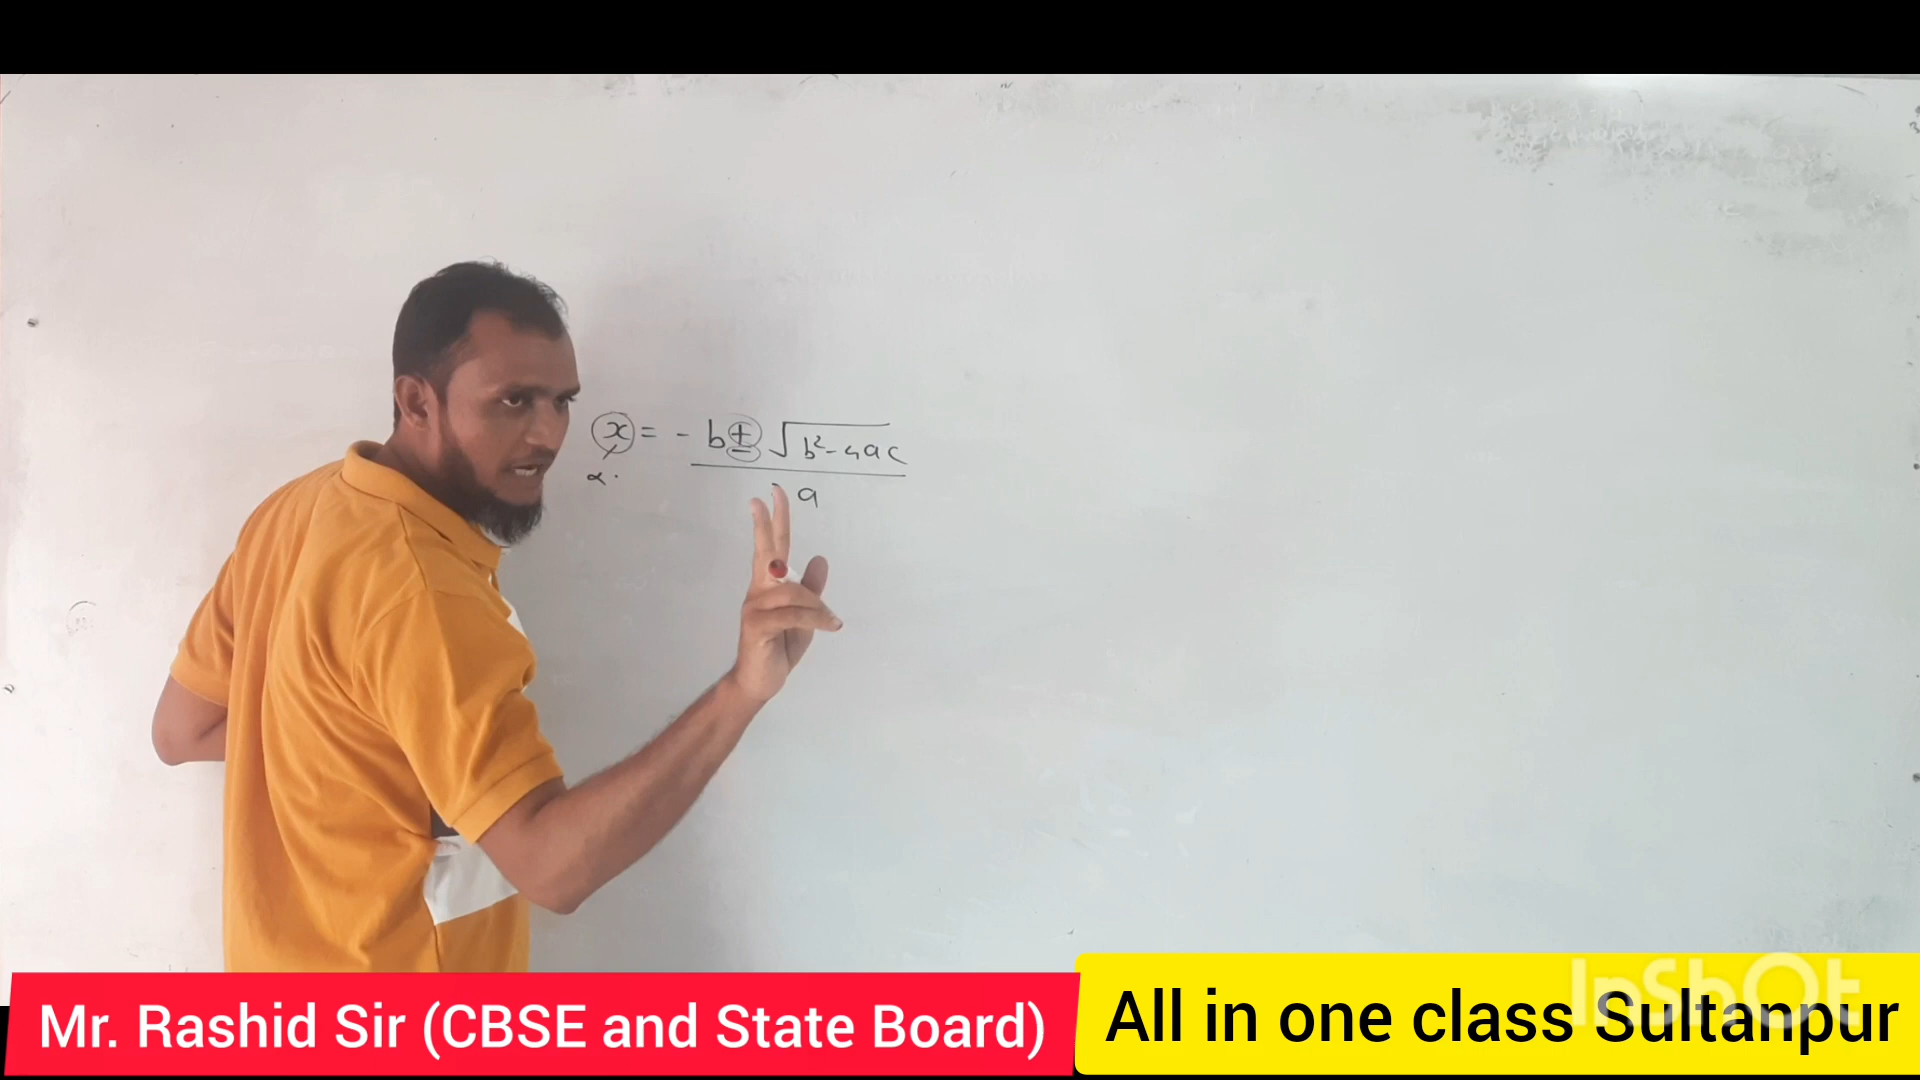 x = - b ± √b² - 4ac
α.
2a
Mr. Rashid Sir (CBSE and State Board)
All in one class Sultanpur
InShOt